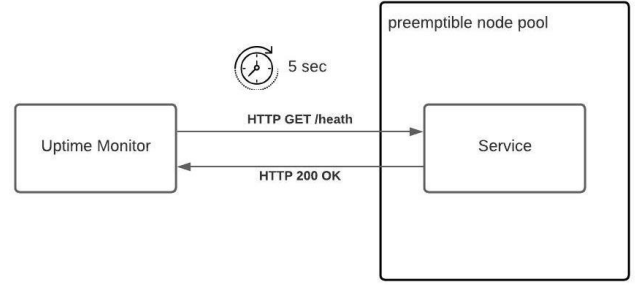 preemptible node pool
5 sec
HTTP GET /heath
Uptime Monitor
Service
HTTP 200 OK